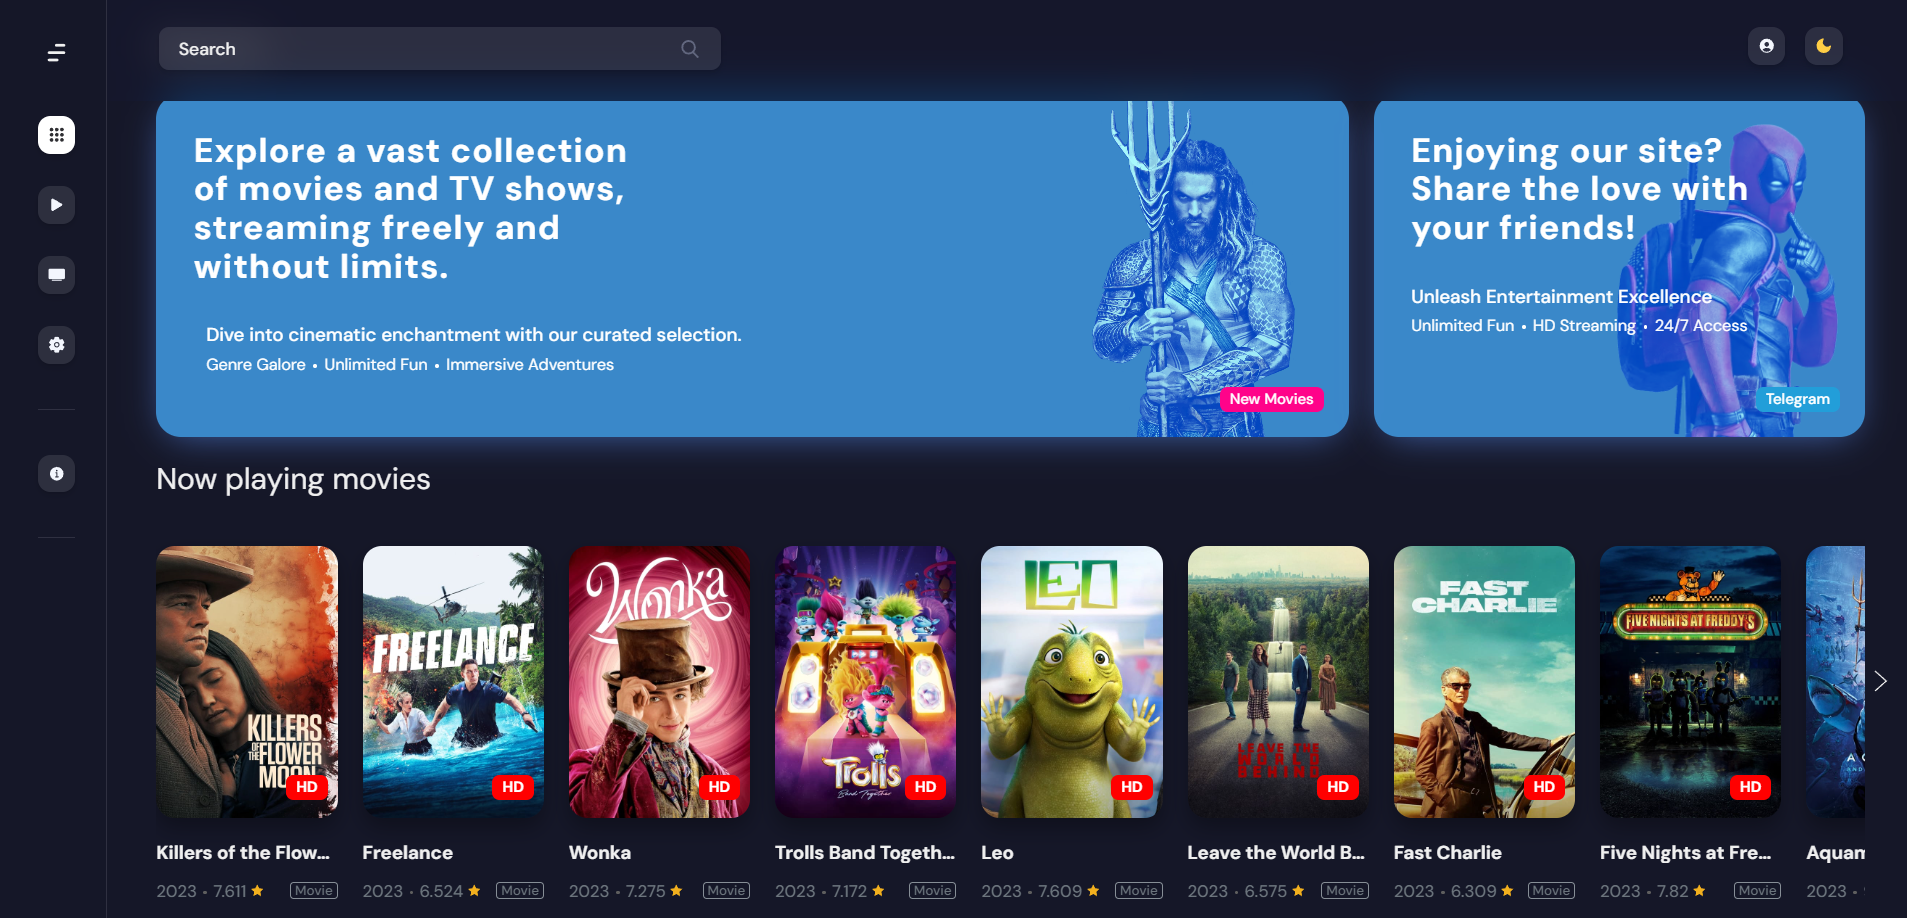 Search
Explore a vast collection
of movies and TV shows,
streaming freely and
without limits.
Dive into cinematic enchantment with our curated selection.
Genre Galore • Unlimited Fun • Immersive Adventures
New Movies
Enjoying our site?
Share the love with
your friends!
Unleash Entertainment Excellence
Unlimited Fun • HD Streaming • 24/7 Access
Telegram
Now playing movies
KILLERS
OF THE FLOWER
MOON
HD
FREELANCE
HD
Wonka
HD
Trolls
Band Together
HD
LEO
HD
LEAVE THE
WORLD
BEHIND
HD
FAST
CHARLIE
HD
FIVE NIGHTS AT FREDDY'S
HD
Killers of the Flow...
Freelance
Wonka
Trolls Band Togeth...
Leo
Leave the World B...
Fast Charlie
Five Nights at Fre...
Aquam
2023 • 7.611 ★ Movie
2023 • 6.524 ★ Movie
2023 • 7.275 ★ Movie
2023 • 7.172 ★ Movie
2023 • 7.609 ★ Movie
2023 • 6.575 ★ Movie
2023 • 6.309 ★ Movie
2023 • 7.82 ★ Movie
2023 •